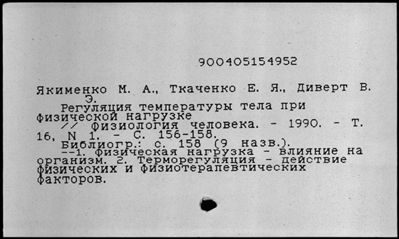 900405154952
Якименко М. А., Ткаченко Е. Я., Диверт В.
Э.
Регуляция температуры тела при
физической нагрузке
// Физиология человека. - 1990. - Т.
16, N 1. - С. 156-158.
Библиогр.: с. 158 (9 назв.).
--1. Физическая нагрузка - влияние на
организм. 2. Терморегуляция - действие
физических и физиотерапевтических
факторов.